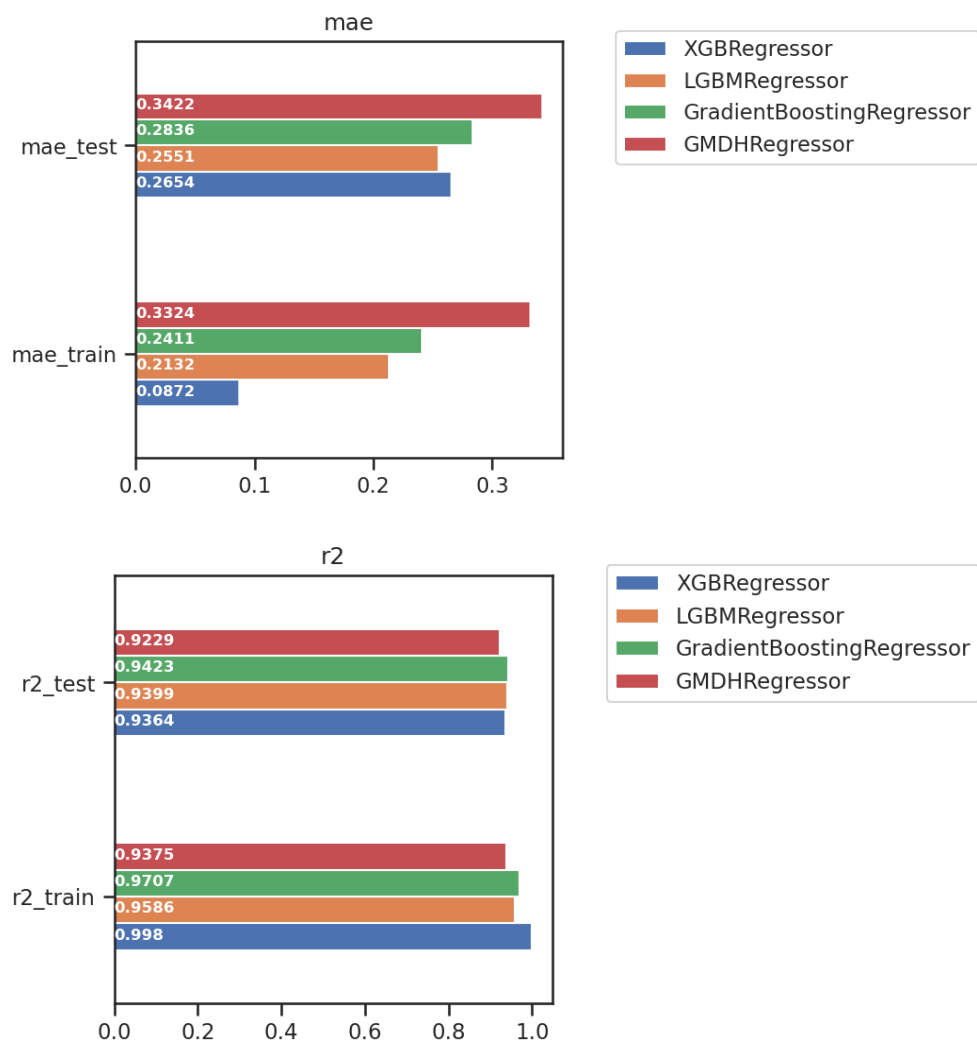 mae
XGBRegressor
LGBMRegressor
GradientBoostingRegressor
GMDHRegressor
mae_test
0.3422
0.2836
0.2551
0.2654
mae_train
0.3324
0.2411
0.2132
0.0872
0.0 0.1 0.2 0.3
r2
XGBRegressor
LGBMRegressor
GradientBoostingRegressor
GMDHRegressor
r2_test
0.9229
0.9423
0.9399
0.9364
r2_train
0.9375
0.9707
0.9586
0.998
0.0 0.2 0.4 0.6 0.8 1.0